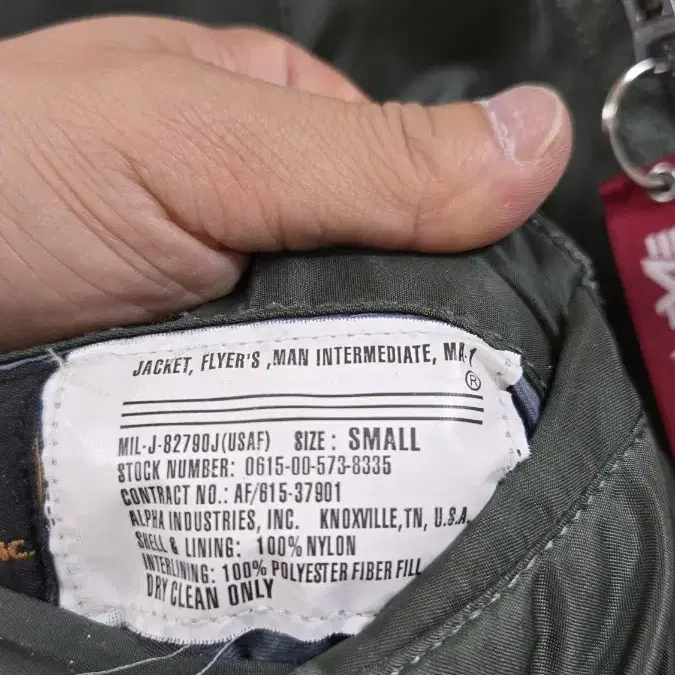 JACKET, FLYER'S ,MAN INTERMEDIATE, MA-1
®
MIL-J-82790J(USAF) SIZE : SMALL
STOCK NUMBER: 0615-00-573-8335
CONTRACT NO.: AF/615-37901
ALPHA INDUSTRIES, INC. KNOXVILLE,TN, U.S.A.
SHELL & LINING: 100% NYLON
INTERLINING: 100% POLYESTER FIBER FILL
DRY CLEAN ONLY
NC.